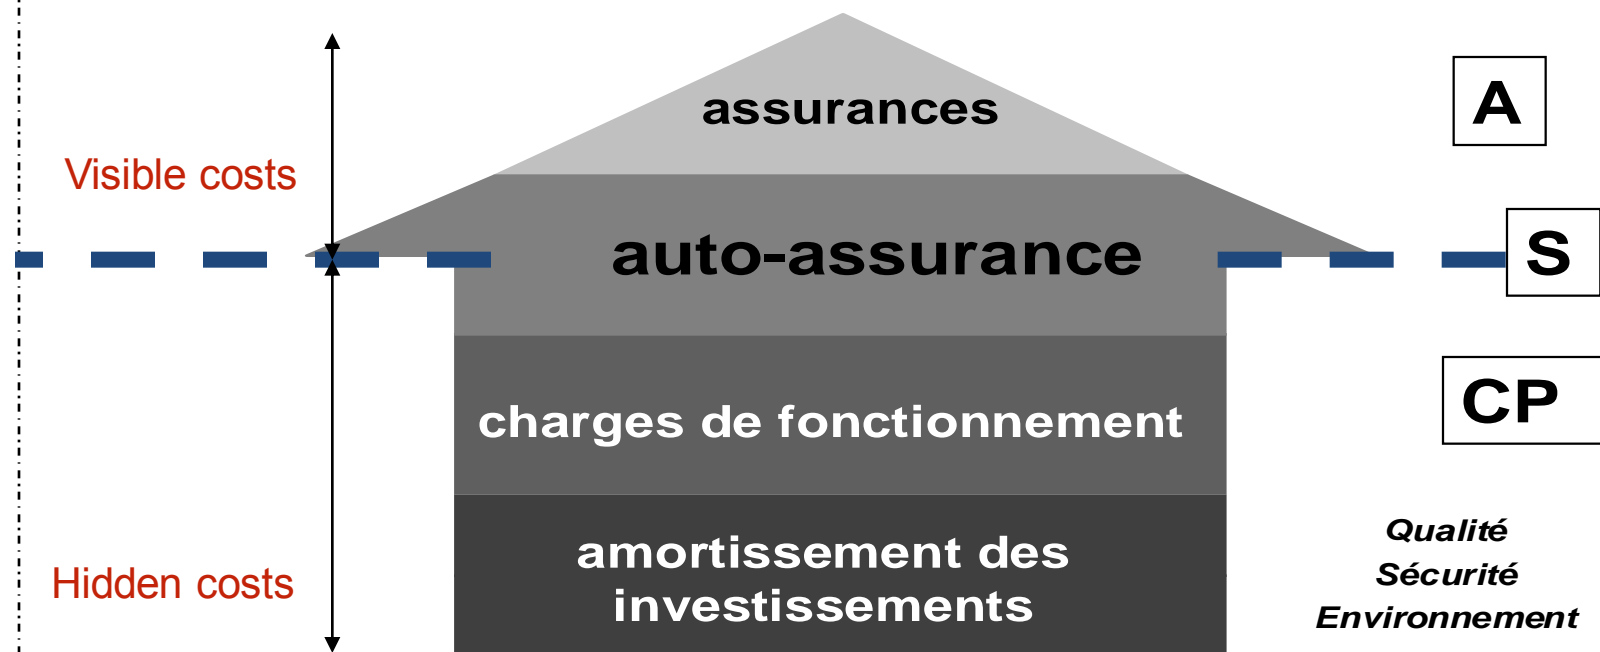 assurances
A
Visible costs
auto-assurance
S
charges de fonctionnement
CP
amortissement des
investissements
Hidden costs
Qualité
Sécurité
Environnement